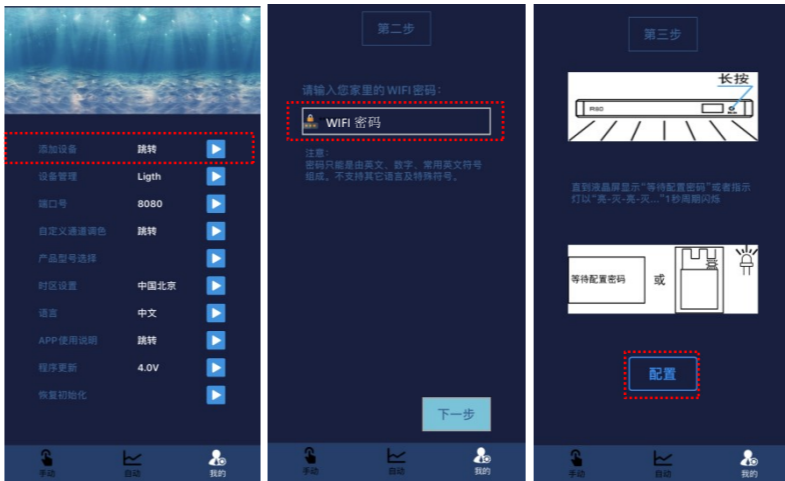 添加设备 跳转
设备管理 Ligth
端口号 8080
自定义通道调色 跳转
产品型号选择
时区设置 中国北京
语言 中文
APP使用说明 跳转
程序更新 4.0V
恢复初始化
手动 自动 我的
第二步
请输入您家里的WIFI密码：
WIFI 密码
注意：
密码只能是由英文、数字、常用英文符号
组成。不支持其它语言及特殊符号。
下一步
手动 自动 我的
第三步
长按
直到液晶屏显示“等待配置密码”或者指示
灯以“亮-灭-亮-灭...”1秒周期闪烁
等待配置密码 或
配置
手动 自动 我的